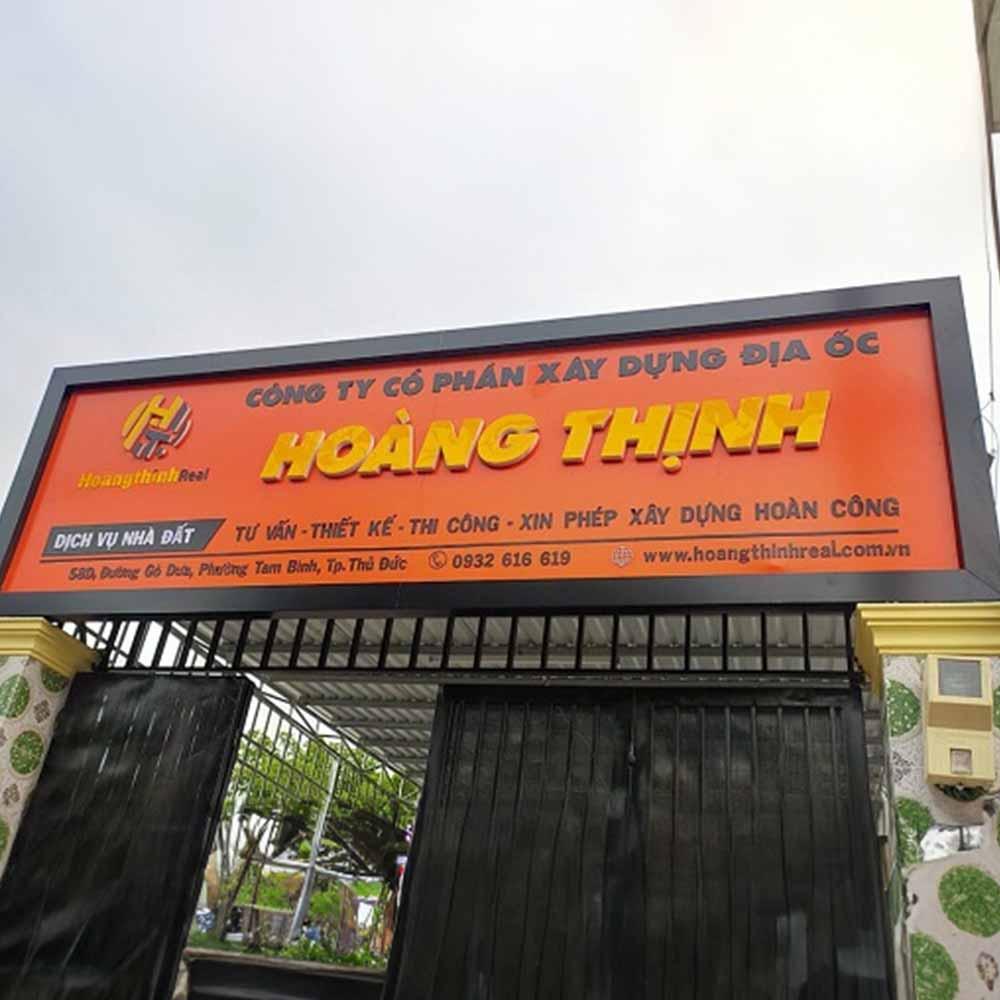 CÔNG TY CỔ PHẦN XÂY DỰNG ĐỊA ỐC
HOÀNG THỊNH
HoangthinhReal
DỊCH VỤ NHÀ ĐẤT
TƯ VẤN - THIẾT KẾ - THI CÔNG - XIN PHÉP XÂY DỰNG HOÀN CÔNG
58D, Đường Gò Dưa, Phường Tam Bình, Tp. Thủ Đức 0932 616 619 www.hoangthinhreal.com.vn